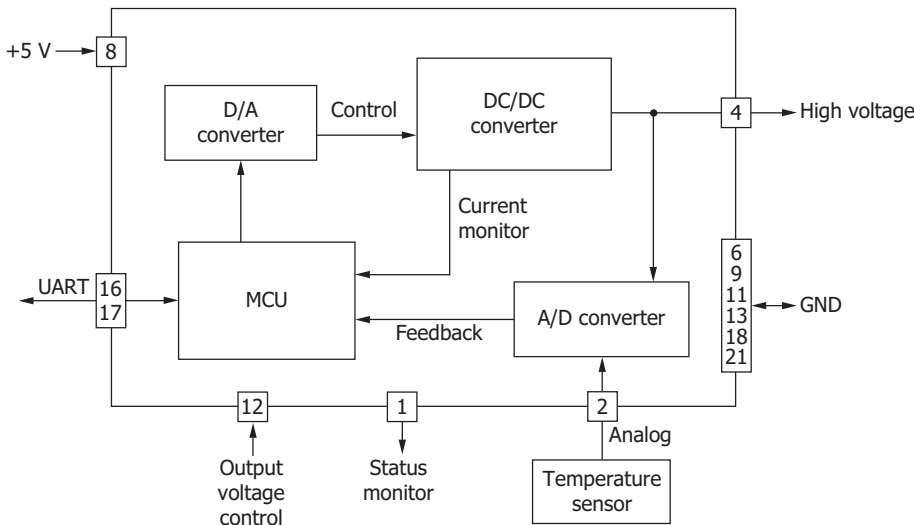 +5 V
8
D/A
converter
Control
DC/DC
converter
4
High voltage
Current
monitor
UART
16
17
MCU
Feedback
A/D converter
6
9
11
13
18
21
GND
12
1
2
Analog
Output
voltage
control
Status
monitor
Temperature
sensor